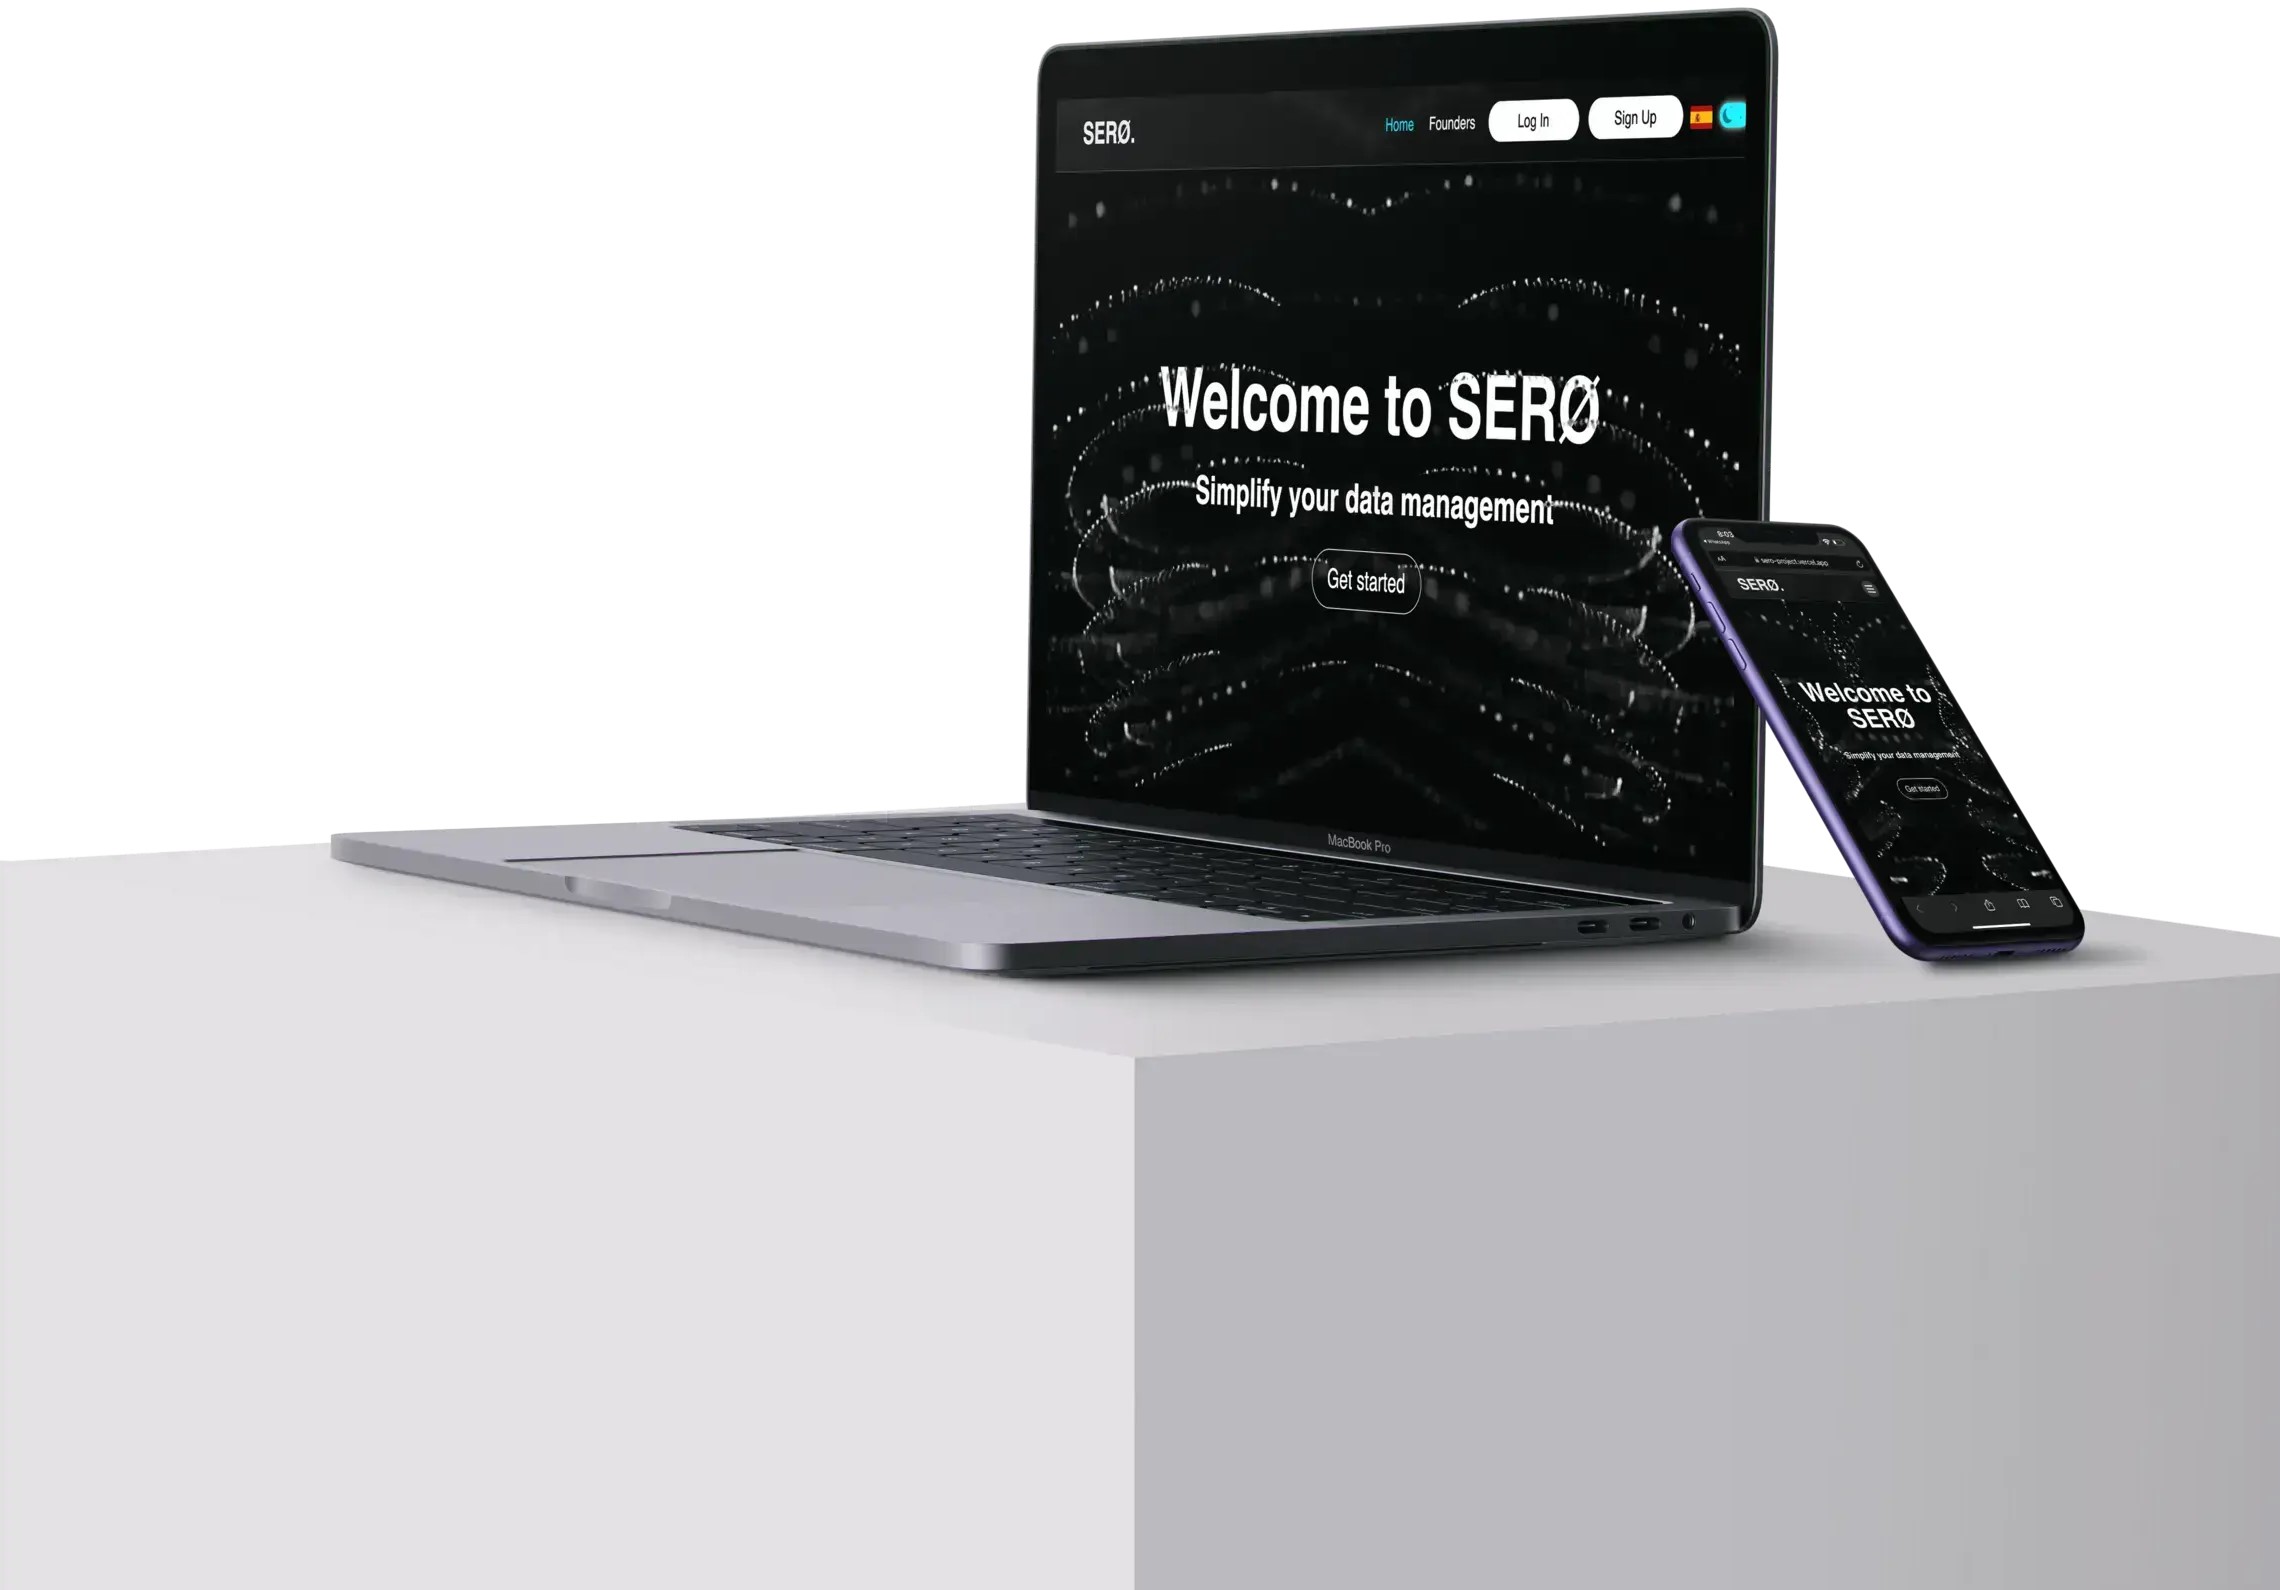 SERØ.
Home Founders Log In Sign Up
Welcome to SERØ
Simplify your data management
Get started
MacBook Pro
8:03
sero-project.vercel.app
SERØ.
Welcome to
SERØ
Simplify your data management
Get started